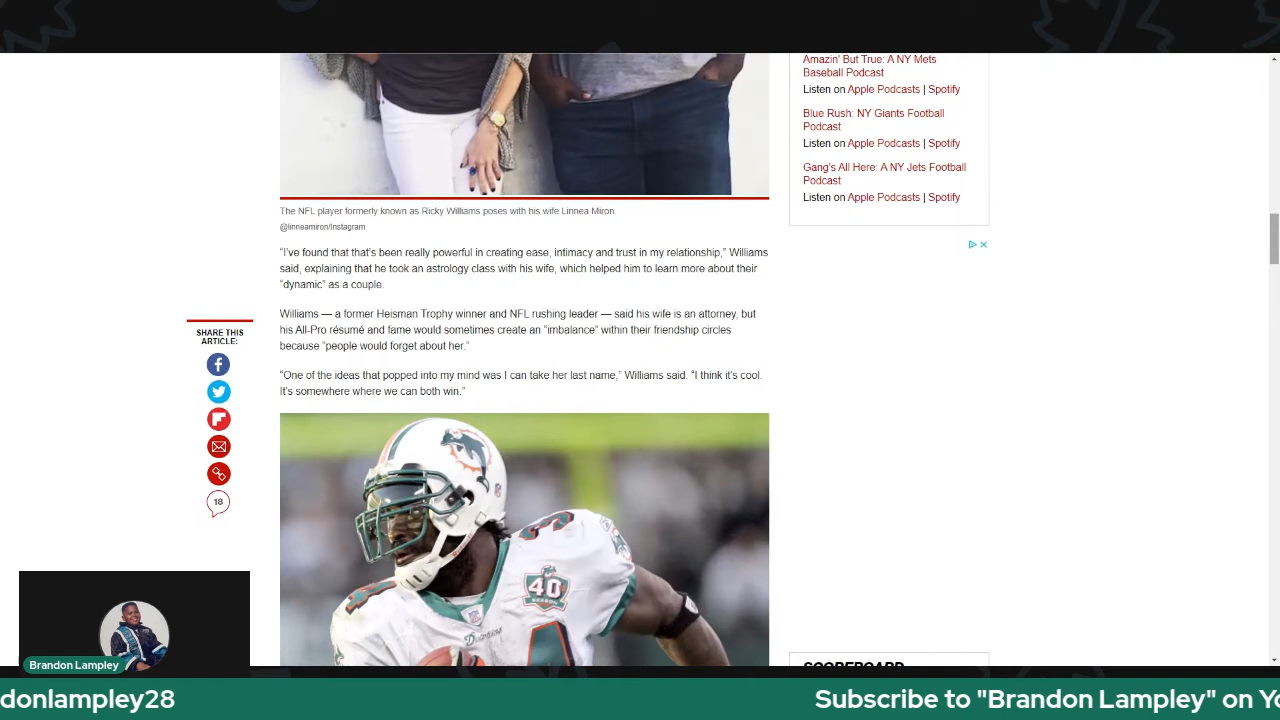 Amazin' But True: A NY Mets
Baseball Podcast
Listen on Apple Podcasts | Spotify
Blue Rush: NY Giants Football
Podcast
Listen on Apple Podcasts | Spotify
Gang's All Here: A NY Jets Football
Podcast
Listen on Apple Podcasts | Spotify
The NFL player formerly known as Ricky Williams poses with his wife Linnea Miron.
@linneamiron/Instagram
“I’ve found that that’s been really powerful in creating ease, intimacy and trust in my relationship,” Williams
said, explaining that he took an astrology class with his wife, which helped him to learn more about their
“dynamic” as a couple.
Williams — a former Heisman Trophy winner and NFL rushing leader — said his wife is an attorney, but
his All-Pro résumé and fame would sometimes create an “imbalance” within their friendship circles
because “people would forget about her.”
“One of the ideas that popped into my mind was I can take her last name,” Williams said. “I think it’s cool.
It’s somewhere where we can both win.”
SHARE THIS
ARTICLE:
18
40
SEASON
Dolphins
SCOREBOARD
Brandon Lampley
donlampley28
Subscribe to "Brandon Lampley" on Yo